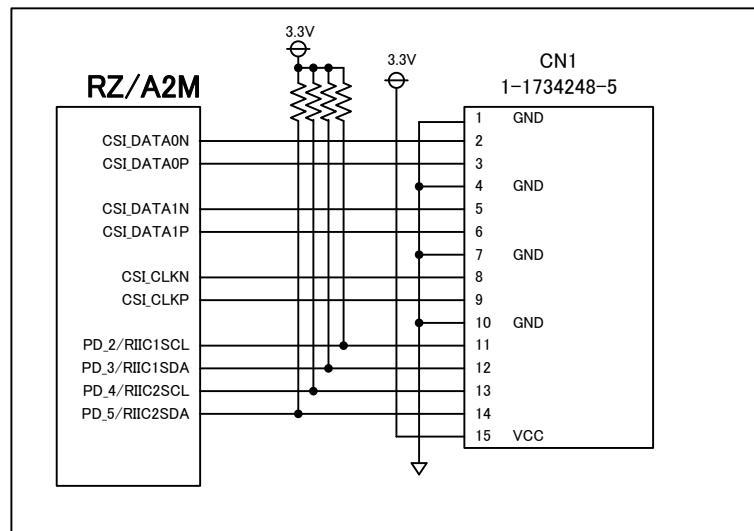 3.3V
3.3V
RZ/A2M
CN1
1-1734248-5
1 GND
CSI_DATA0N 2
CSI_DATA0P 3
4 GND
CSI_DATA1N 5
CSI_DATA1P 6
7 GND
CSI_CLKN 8
CSI_CLKP 9
10 GND
PD_2/RIIC1SCL 11
PD_3/RIIC1SDA 12
PD_4/RIIC2SCL 13
PD_5/RIIC2SDA 14
15 VCC